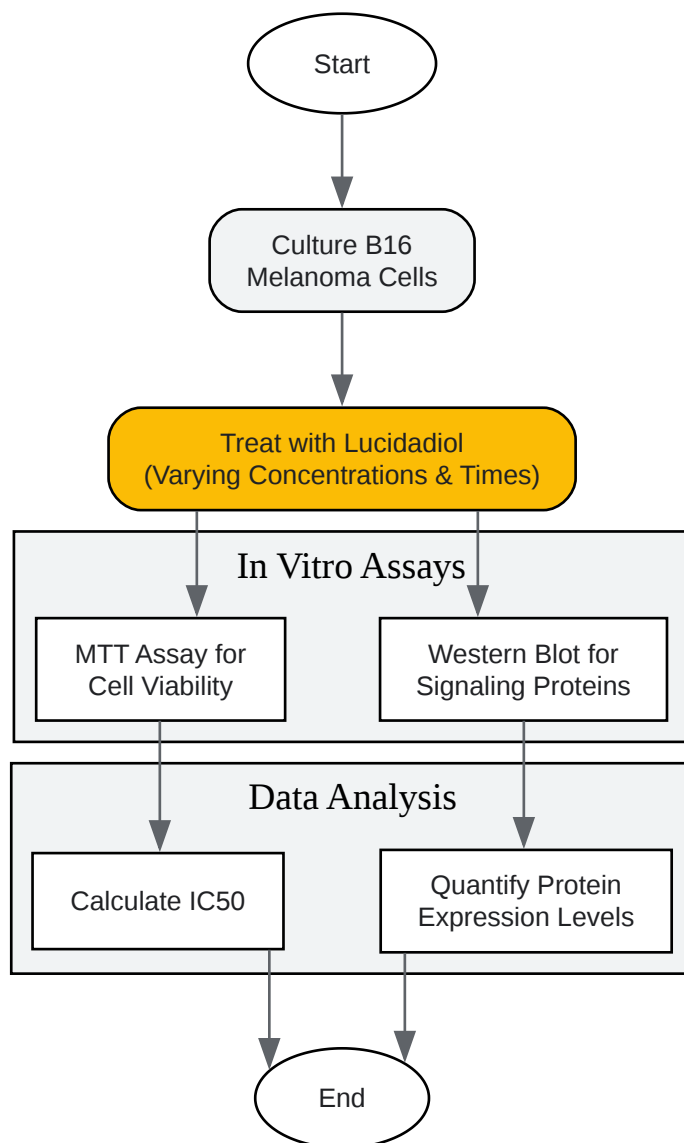 Start
Culture B16
Melanoma Cells
Treat with Lucidadiol
(Varying Concentrations & Times)
In Vitro Assays
MTT Assay for
Cell Viability
Western Blot for
Signaling Proteins
Data Analysis
Calculate IC50
Quantify Protein
Expression Levels
End